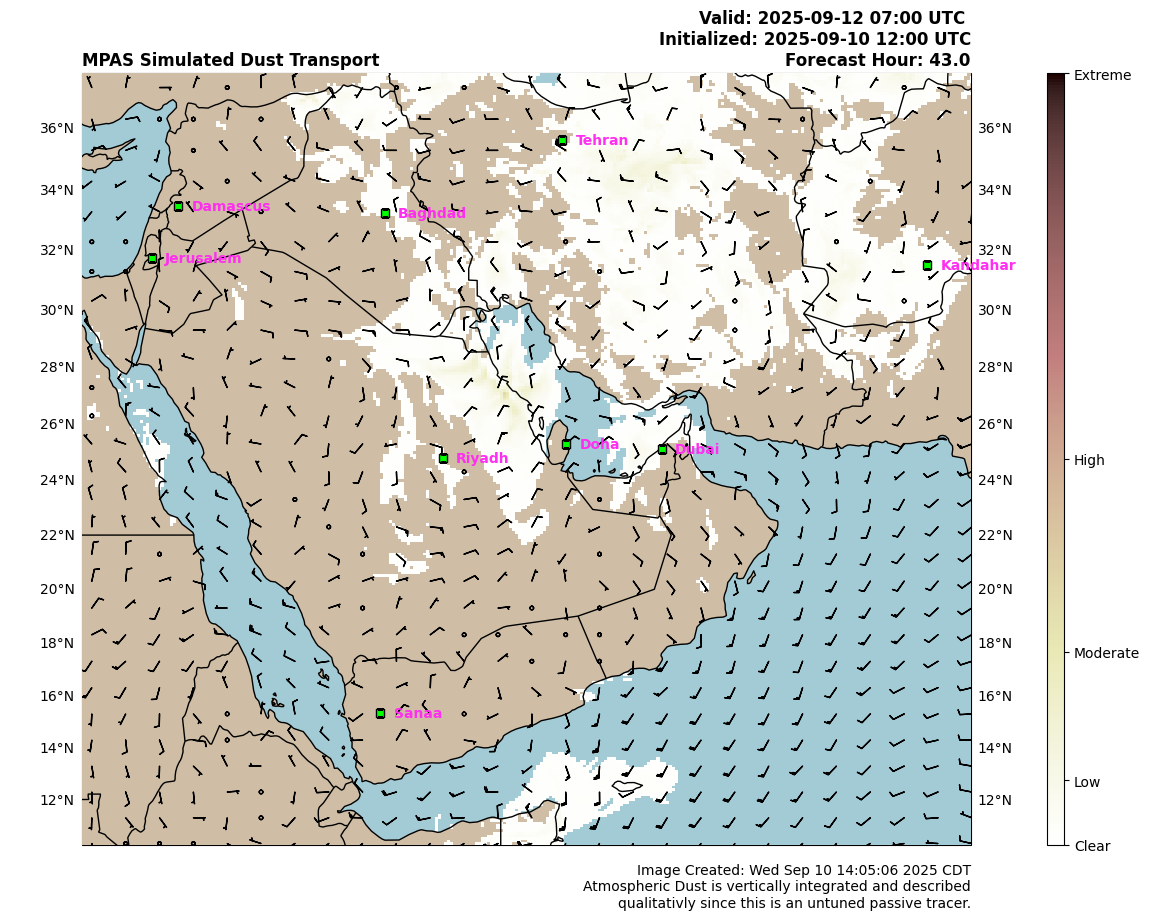 Valid: 2025-09-12 07:00 UTC
Initialized: 2025-09-10 12:00 UTC
MPAS Simulated Dust Transport
Forecast Hour: 43.0
Extreme
High
Moderate
Low
Clear
36°N
34°N
32°N
30°N
28°N
26°N
24°N
22°N
20°N
18°N
16°N
14°N
12°N
Tehran
Damascus
Baghdad
Jerusalem
Kandahar
Doha
Dubai
Riyadh
Sanaa
36°N
34°N
32°N
30°N
28°N
26°N
24°N
22°N
20°N
18°N
16°N
14°N
12°N
Image Created: Wed Sep 10 14:05:06 2025 CDT
Atmospheric Dust is vertically integrated and described
qualitativly since this is an untuned passive tracer.